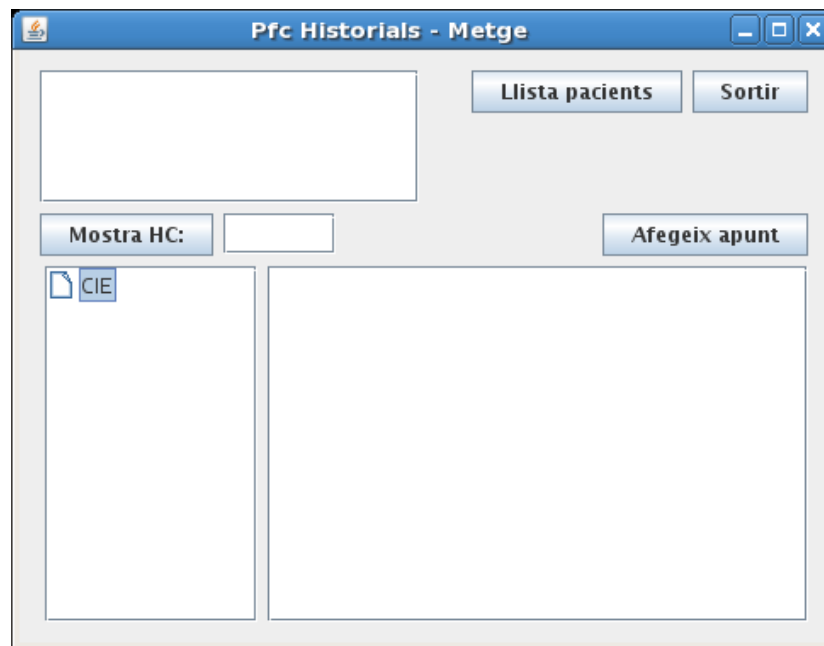 Pfc Historials - Metge
Llista pacients Sortir
Mostra HC: Afegeix apunt
CIE